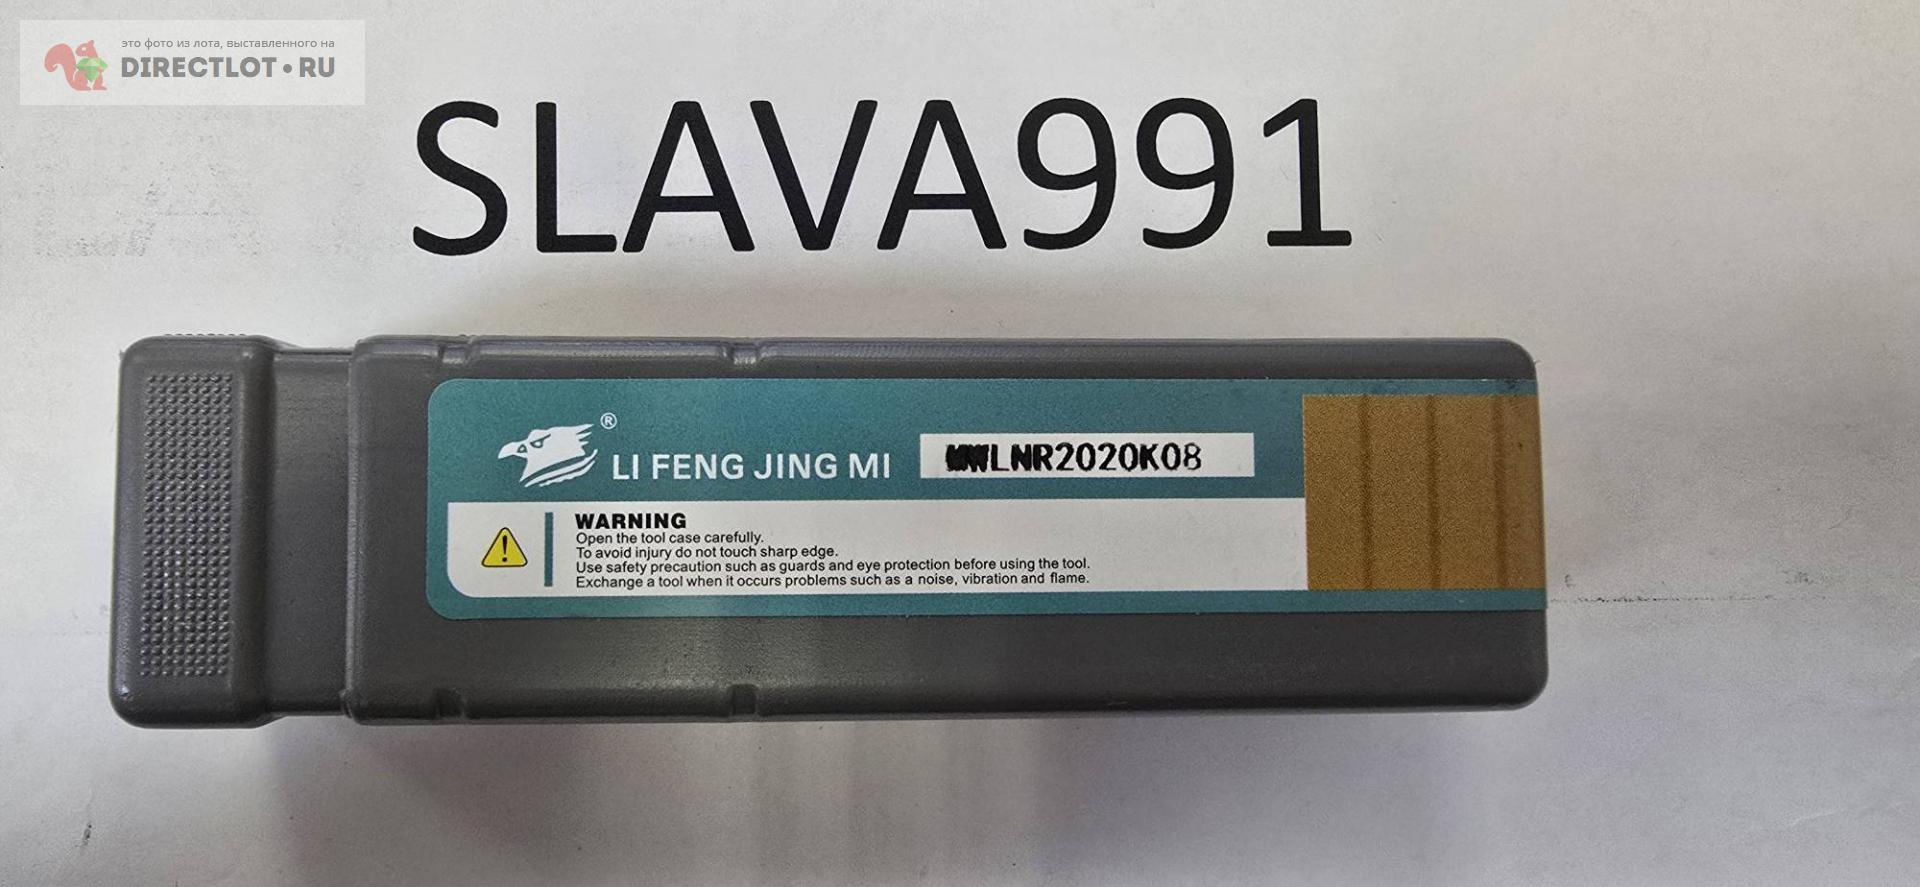 это фото из лота, выставленного на
DIRECTLOT•RU
SLAVA991
®
LI FENG JING MI
MWLNR2020K08
WARNING
Open the tool case carefully.
To avoid injury do not touch sharp edge.
Use safety precaution such as guards and eye protection before using the tool.
Exchange a tool when it occurs problems such as a noise, vibration and flame.